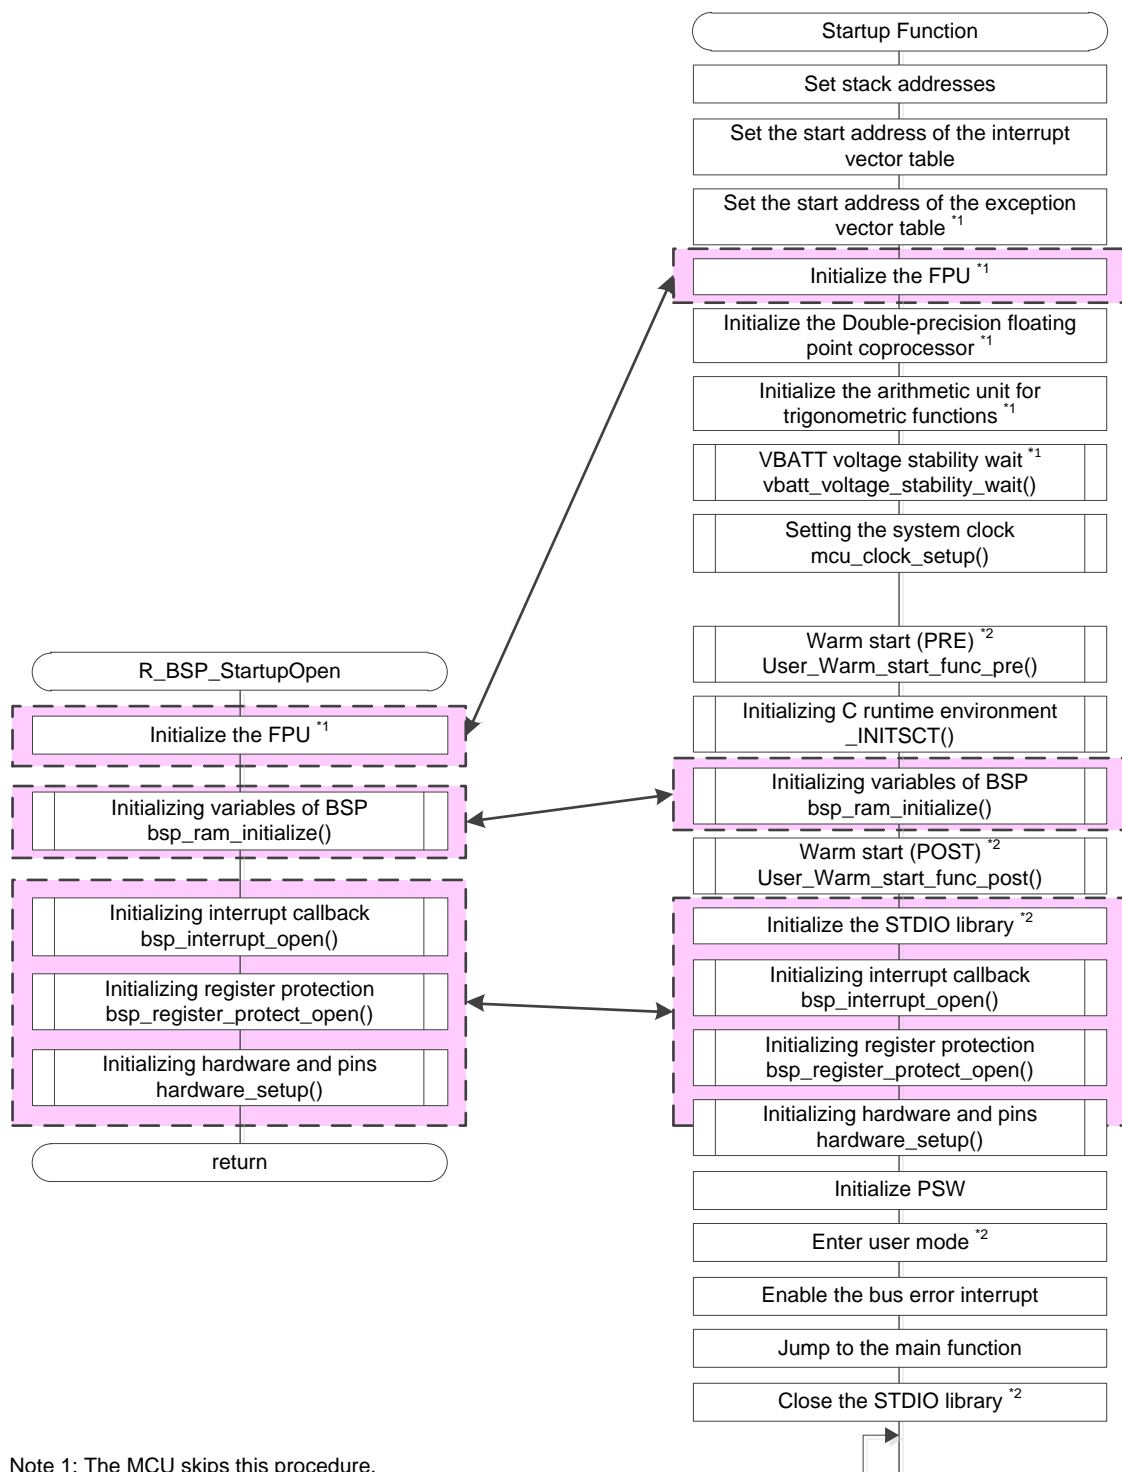 Startup Function
Set stack addresses
Set the start address of the interrupt
vector table
Set the start address of the exception
vector table *1
Initialize the FPU *1
Initialize the Double-precision floating
point coprocessor *1
Initialize the arithmetic unit for
trigonometric functions *1
VBATT voltage stability wait *1
vbatt_voltage_stability_wait()
Setting the system clock
mcu_clock_setup()
Warm start (PRE) *2
User_Warm_start_func_pre()
Initializing C runtime environment
_INITSCT()
Initializing variables of BSP
bsp_ram_initialize()
Warm start (POST) *2
User_Warm_start_func_post()
Initialize the STDIO library *2
Initializing interrupt callback
bsp_interrupt_open()
Initializing register protection
bsp_register_protect_open()
Initializing hardware and pins
hardware_setup()
Initialize PSW
Enter user mode *2
Enable the bus error interrupt
Jump to the main function
Close the STDIO library *2
R_BSP_StartupOpen
Initialize the FPU *1
Initializing variables of BSP
bsp_ram_initialize()
Initializing interrupt callback
bsp_interrupt_open()
Initializing register protection
bsp_register_protect_open()
Initializing hardware and pins
hardware_setup()
return
Note 1: The MCU skips this procedure.